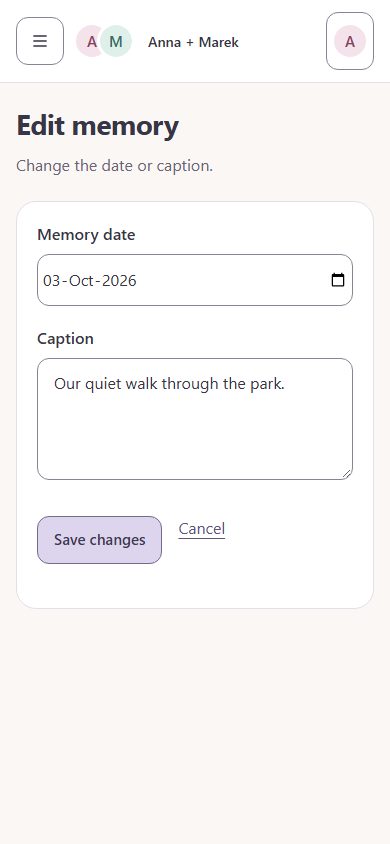 A M Anna + Marek A
Edit memory
Change the date or caption.
Memory date
03-Oct-2026
Caption
Our quiet walk through the park.
Save changes Cancel